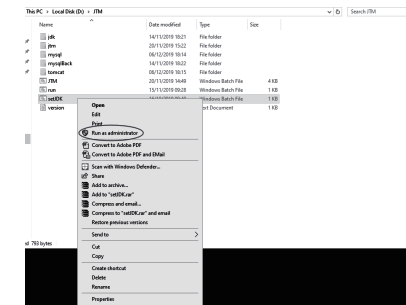 This PC > Local Disk (D:) > JTM
Search JTM
Name Date modified Type Size
jdk 14/11/2019 18:21 File folder
jtm 20/11/2019 15:22 File folder
mysql 06/12/2019 18:14 File folder
mysqlBack 14/11/2019 18:22 File folder
tomcat 06/12/2019 18:15 File folder
JTM 20/11/2019 14:49 Windows Batch File 4 KB
run 15/11/2019 09:28 Windows Batch File 1 KB
setJDK Windows Batch File 1 KB
version ext Document 1 KB
Open
Edit
Print
Run as administrator
Convert to Adobe PDF
Convert to Adobe PDF and EMail
Scan with Windows Defender...
Share
Add to archive...
Add to "setJDK.rar"
Compress and email...
Compress to "setJDK.rar" and email
Restore previous versions
Send to
Cut
Copy
Create shortcut
Delete
Rename
Properties
793 bytes